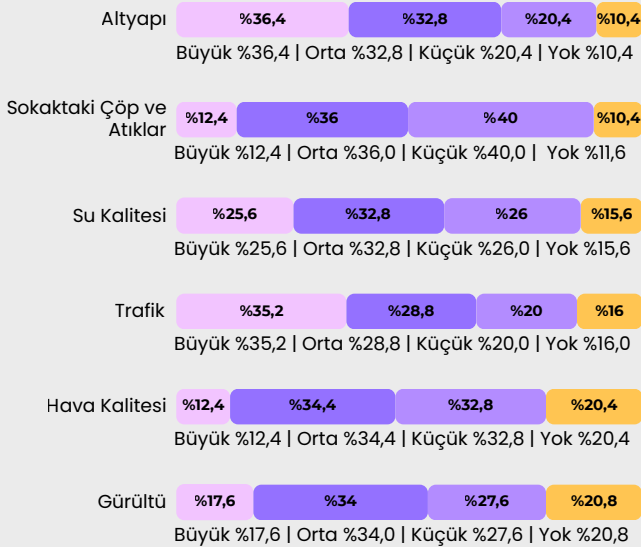 Altyapı
%36,4 %32,8 %20,4 %10,4
Büyük %36,4 | Orta %32,8 | Küçük %20,4 | Yok %10,4
Sokaktaki Çöp ve
Atıklar
%12,4 %36 %40 %10,4
Büyük %12,4 | Orta %36,0 | Küçük %40,0 | Yok %11,6
Su Kalitesi
%25,6 %32,8 %26 %15,6
Büyük %25,6 | Orta %32,8 | Küçük %26,0 | Yok %15,6
Trafik
%35,2 %28,8 %20 %16
Büyük %35,2 | Orta %28,8 | Küçük %20,0 | Yok %16,0
Hava Kalitesi
%12,4 %34,4 %32,8 %20,4
Büyük %12,4 | Orta %34,4 | Küçük %32,8 | Yok %20,4
Gürültü
%17,6 %34 %27,6 %20,8
Büyük %17,6 | Orta %34,0 | Küçük %27,6 | Yok %20,8